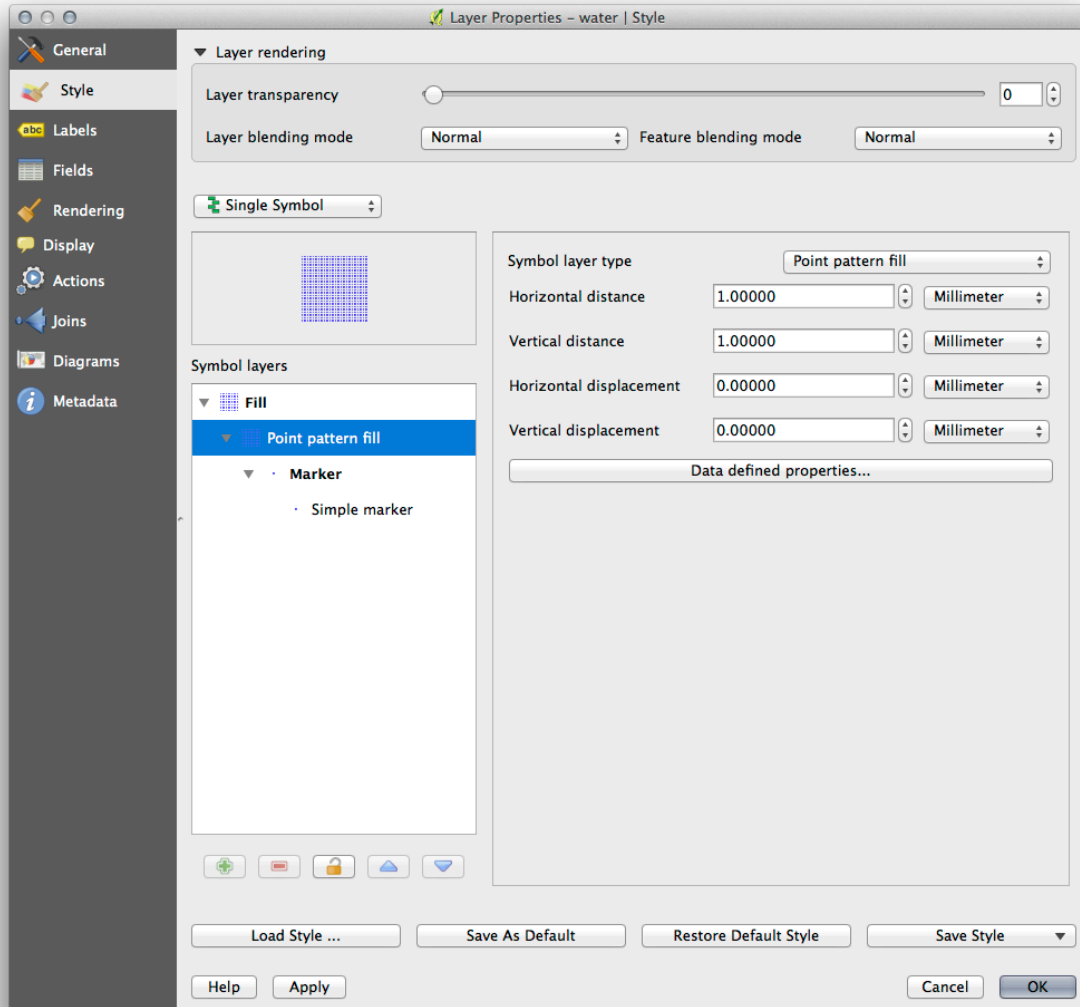 Layer Properties – water | Style
General
Style
abc Labels
Fields
Rendering
Display
Actions
Joins
Diagrams
Metadata
Layer rendering
Layer transparency 0
Layer blending mode Normal Feature blending mode Normal
Single Symbol
Symbol layers
Fill
Point pattern fill
Marker
Simple marker
Symbol layer type Point pattern fill
Horizontal distance 1.00000 Millimeter
Vertical distance 1.00000 Millimeter
Horizontal displacement 0.00000 Millimeter
Vertical displacement 0.00000 Millimeter
Data defined properties...
Load Style ... Save As Default Restore Default Style Save Style
Help Apply Cancel OK